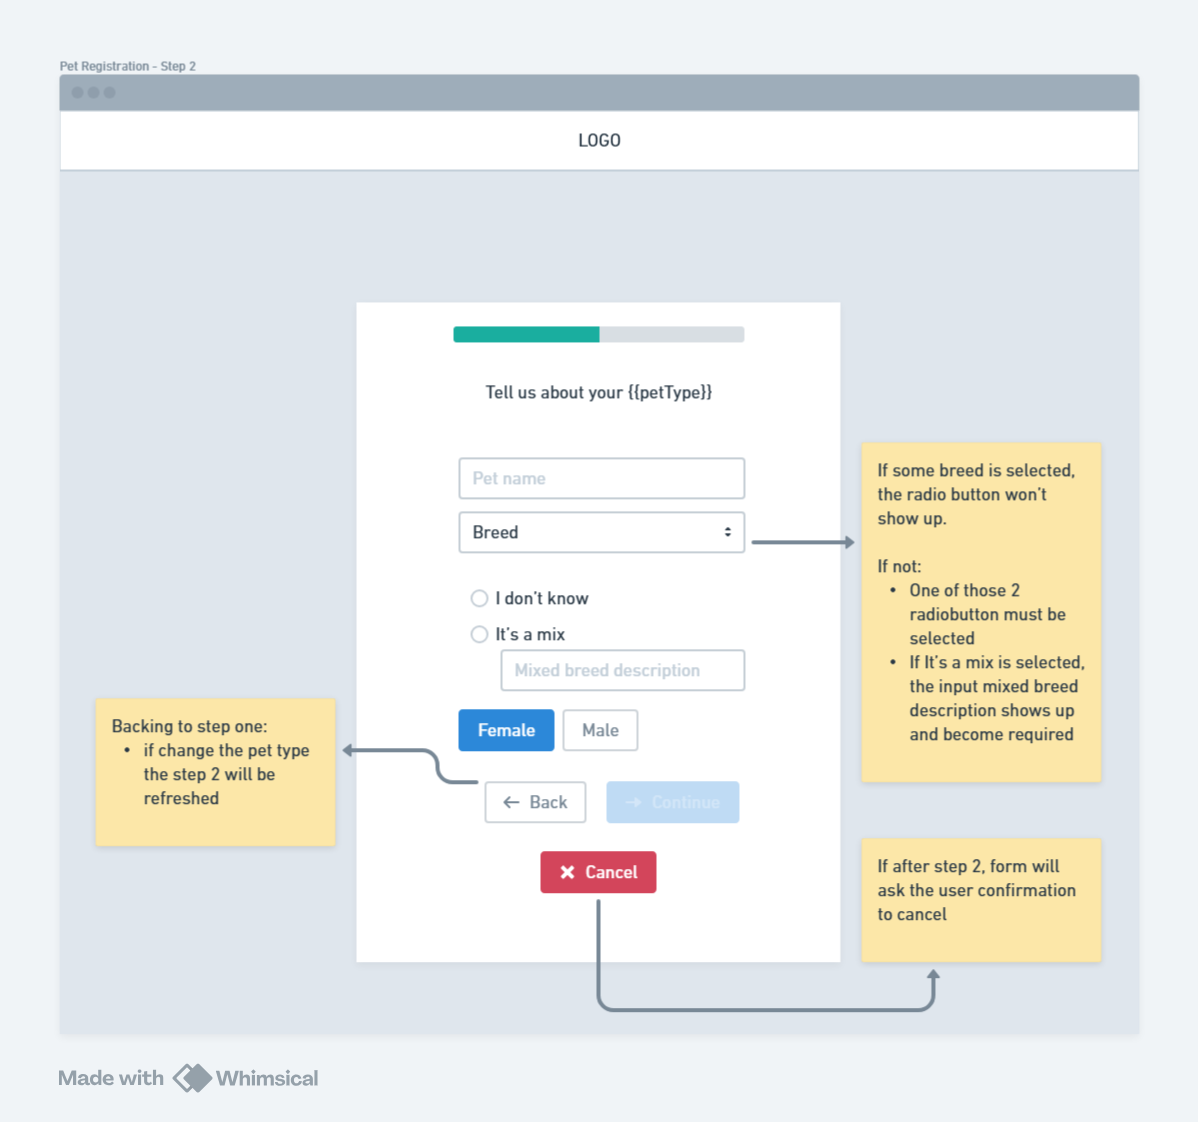 Pet Registration - Step 2
LOGO
Tell us about your {{petType}}
Pet name
Breed
I don't know
It's a mix
Mixed breed description
Female
Male
← Back
→ Continue
✕ Cancel
If some breed is selected,
the radio button won't
show up.
If not:
• One of those 2
radiobutton must be
selected
• If It's a mix is selected,
the input mixed breed
description shows up
and become required
Backing to step one:
• if change the pet type
the step 2 will be
refreshed
If after step 2, form will
ask the user confirmation
to cancel
Made with Whimsical